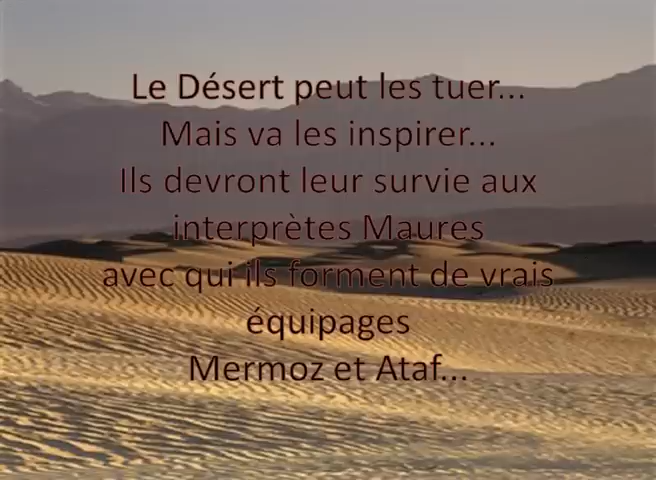 Le Désert peut les tuer...
Mais va les inspirer...
Ils devront leur survie aux
interprètes Maures
avec qui ils forment de vrais
équipages
Mermoz et Ataf...